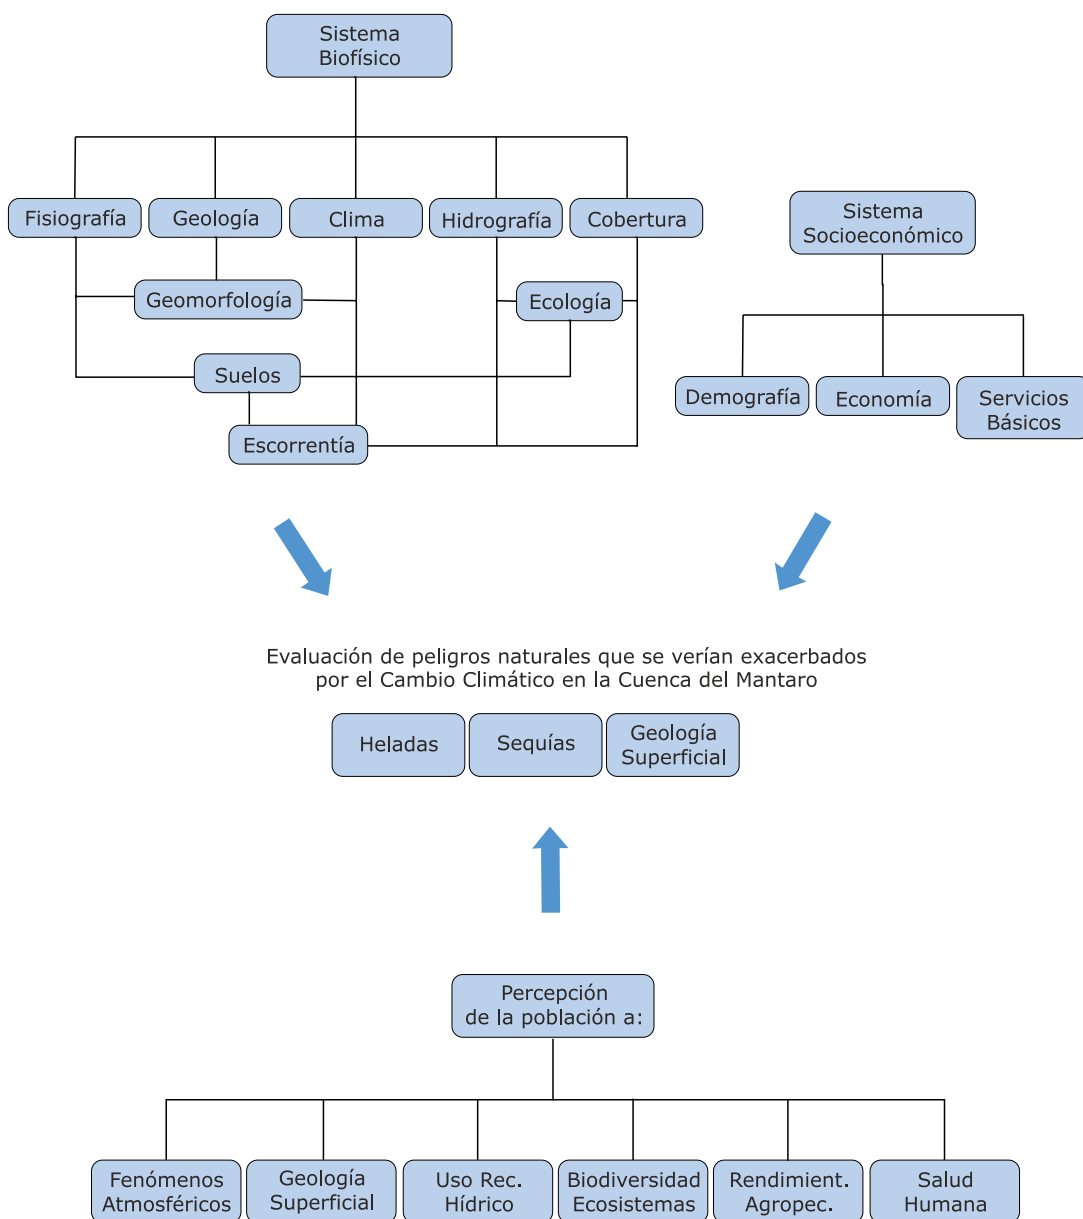 Sistema
Biofísico
Fisiografía
Geología
Clima
Hidrografía
Cobertura
Geomorfología
Ecología
Suelos
Escorrentía
Sistema
Socioeconómico
Demografía
Economía
Servicios
Básicos
Evaluación de peligros naturales que se verían exacerbados
por el Cambio Climático en la Cuenca del Mantaro
Heladas
Sequías
Geología
Superficial
Percepción
de la población a:
Fenómenos
Atmosféricos
Geología
Superficial
Uso Rec.
Hídrico
Biodiversidad
Ecosistemas
Rendimient.
Agropec.
Salud
Humana